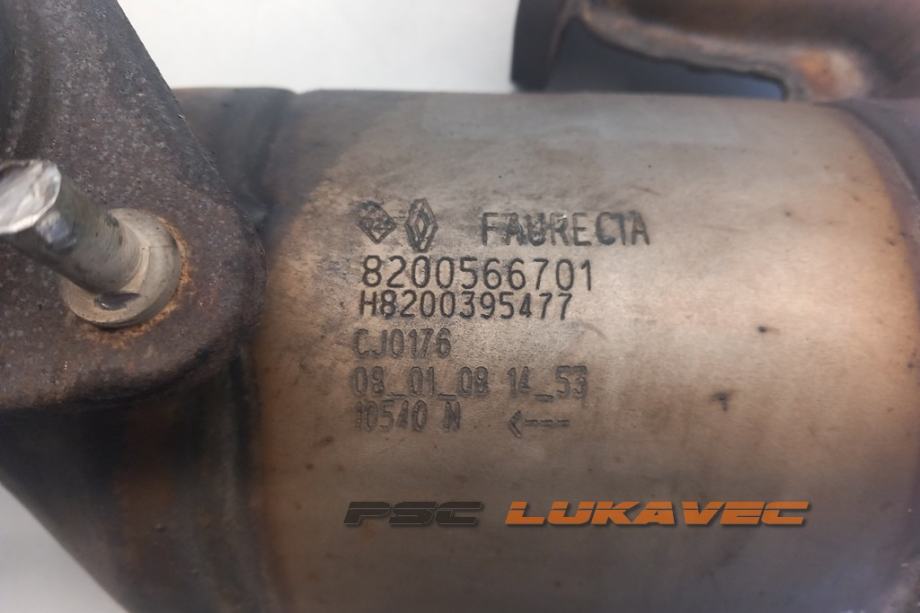 FAURECIA
8200566701
H8200395477
CJ0176
08_01_08 14_53
10540 M <---
PSC LUKAVEC